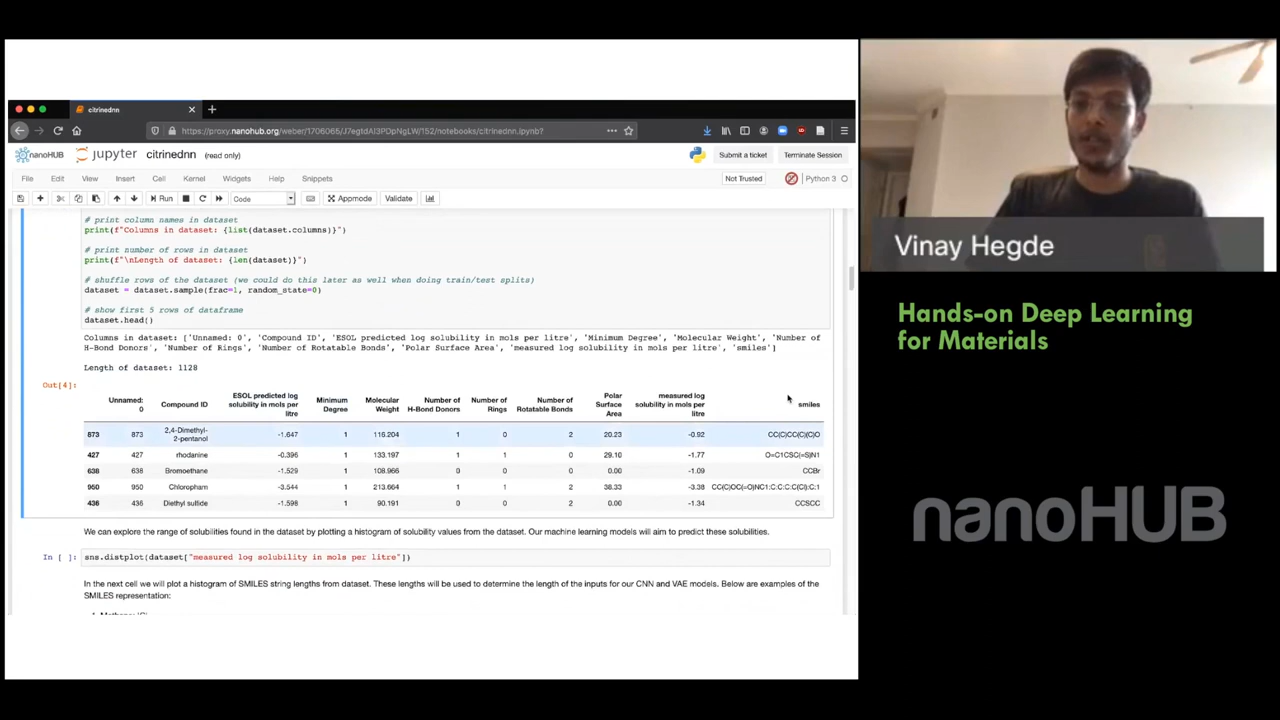 citrinednn
https://proxy.nanohub.org/weber/1706065/J7egtdAI3PDpNgLW/152/notebooks/citrinednn.ipynb?
nanoHUB jupyter citrinednn (read only) Submit a ticket Terminate Session
File Edit View Insert Cell Kernel Widgets Help Snippets Not Trusted Python 3
Run Code Appmode Validate
# print column names in dataset
print(f"Columns in dataset: {list(dataset.columns)}")
# print number of rows in dataset
print(f"\nLength of dataset: {len(dataset)}")
# shuffle rows of the dataset (we could do this later as well when doing train/test splits)
dataset = dataset.sample(frac=1, random_state=0)
# show first 5 rows of dataframe
dataset.head()
Columns in dataset: ['Unnamed: 0', 'Compound ID', 'ESOL predicted log solubility in mols per litre', 'Minimum Degree', 'Molecular Weight', 'Number of
H-Bond Donors', 'Number of Rings', 'Number of Rotatable Bonds', 'Polar Surface Area', 'measured log solubility in mols per litre', 'smiles']
Length of dataset: 1128
Out[4]:
Unnamed: 0 Compound ID ESOL predicted log solubility in mols per litre Minimum Degree Molecular Weight Number of H-Bond Donors Number of Rings Number of Rotatable Bonds Polar Surface Area measured log solubility in mols per litre smiles
873 873 2,4-Dimethyl-2-pentanol -1.647 1 116.204 1 0 2 20.23 -0.92 CC(C)CC(C)(C)O
427 427 rhodanine -0.396 1 133.197 1 1 0 29.10 -1.77 O=C1CSC(=S)N1
638 638 Bromoethane -1.529 1 108.966 0 0 0 0.00 -1.09 CCBr
950 950 Chloropham -3.544 1 213.664 1 1 2 38.33 -3.38 CC(C)OC(=O)NC1:C:C:C:C(Cl):C:1
436 436 Diethyl sulfide -1.598 1 90.191 0 0 2 0.00 -1.34 CCSCC
We can explore the range of solubilities found in the dataset by plotting a histogram of solubility values from the dataset. Our machine learning models will aim to predict these solubilities.
In [ ]: sns.distplot(dataset["measured log solubility in mols per litre"])
In the next cell we will plot a histogram of SMILES string lengths from dataset. These lengths will be used to determine the length of the inputs for our CNN and VAE models. Below are examples of the
SMILES representation:
Vinay Hegde
Hands-on Deep Learning
for Materials
nanoHUB